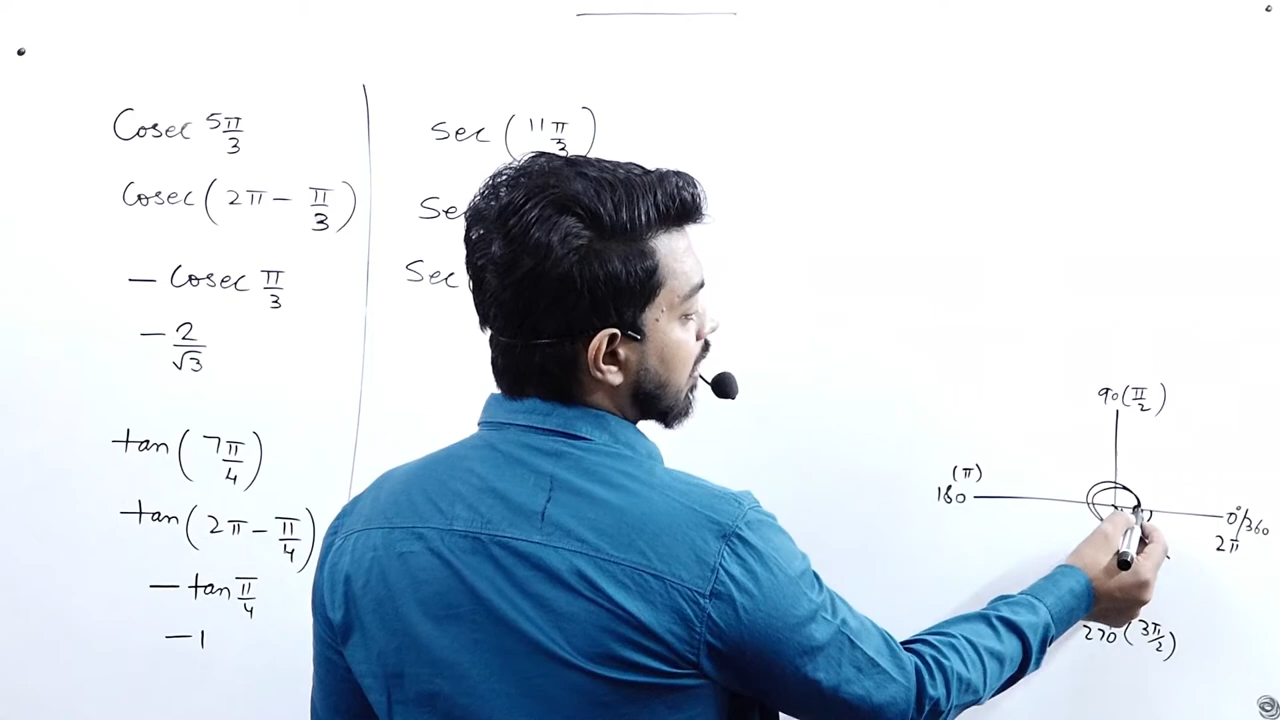 Cosec 5π/3
Cosec(2π - π/3)
- Cosec π/3
- 2/√3
tan(7π/4)
tan(2π - π/4)
- tan π/4
- 1
Sec(11π/3)
Sec
90(π/2)
(π)
180
0°/360
2π
270(3π/2)